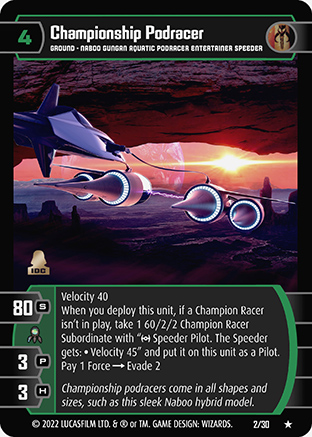 4
Championship Podracer
GROUND - NABOO GUNGAN AQUATIC PODRACER ENTERTAINER SPEEDER
IDC
80 S
3 P
3 H
Velocity 40
When you deploy this unit, if a Champion Racer
isn't in play, take 1 60/2/2 Champion Racer
Subordinate with "(•) Speeder Pilot. The Speeder
gets: • Velocity 45" and put it on this unit as a Pilot.
Pay 1 Force → Evade 2
Championship podracers come in all shapes and
sizes, such as this sleek Naboo hybrid model.
© 2022 LUCASFILM LTD. & ® OR TM. GAME DESIGN: WIZARDS.
2/30 ★